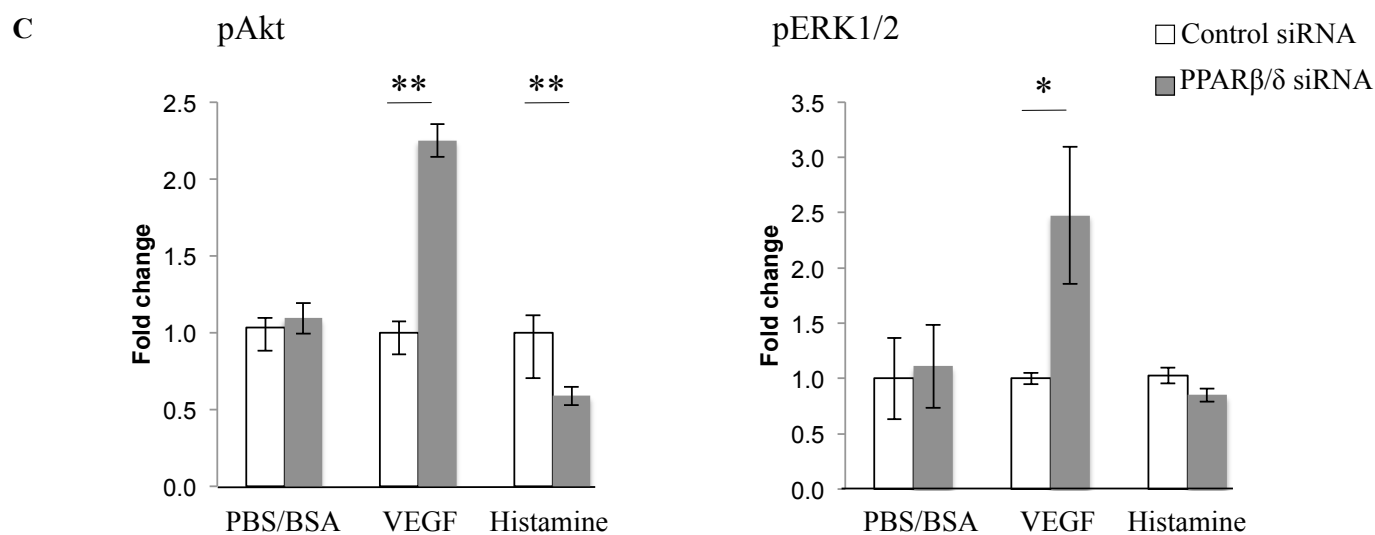 C
pAkt
pERK1/2
Control siRNA
PPARβ/δ siRNA
** **
2.5
2.0
1.5
1.0
0.5
0.0
Fold change
PBS/BSA VEGF Histamine
*
3.5
3.0
2.5
2.0
1.5
1.0
0.5
0.0
Fold change
PBS/BSA VEGF Histamine